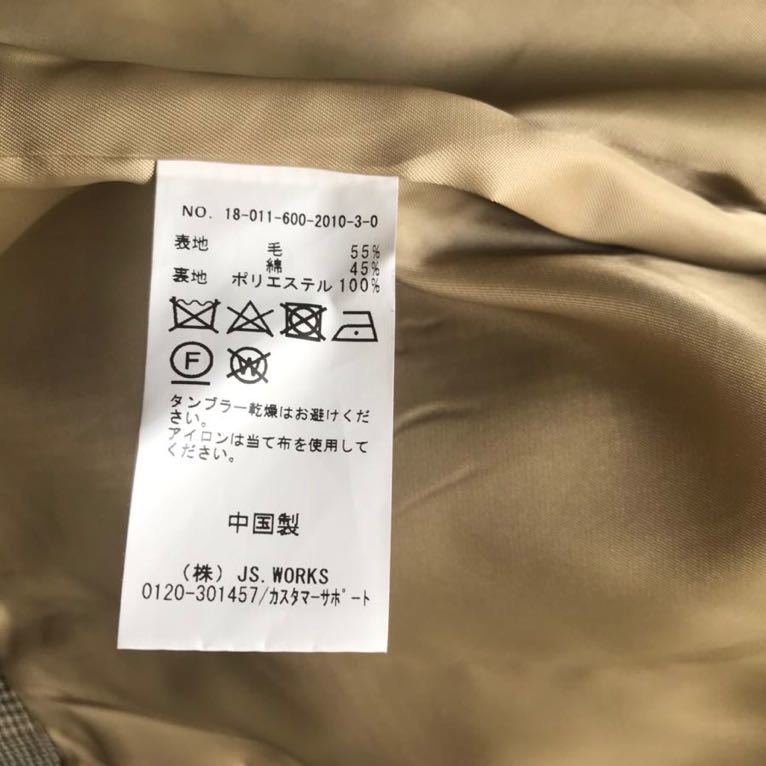 NO. 18-011-600-2010-3-0
表地 毛 55%
綿 45%
裏地 ポリエステル 100%
F W
タンブラー乾燥はお避けくだ
さい。
アイロンは当て布を使用して
ください。
中国製
(株) JS.WORKS
0120-301457/ｶｽﾀﾏｰｻﾎﾟｰﾄ